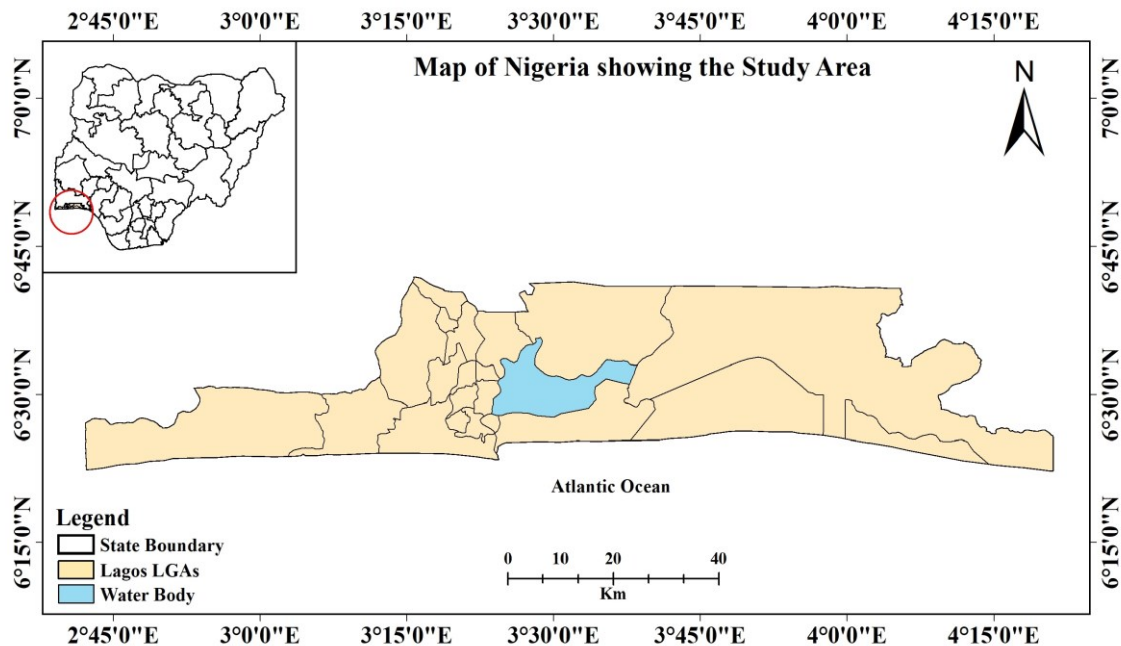 2°45'0"E 3°0'0"E 3°15'0"E 3°30'0"E 3°45'0"E 4°0'0"E 4°15'0"E
Map of Nigeria showing the Study Area
N
7°0'0"N
7°0'0"N
6°45'0"N
6°45'0"N
6°30'0"N
6°30'0"N
Atlantic Ocean
Legend
State Boundary
Lagos LGAs
Water Body
0 10 20 40
Km
6°15'0"N
6°15'0"N
2°45'0"E 3°0'0"E 3°15'0"E 3°30'0"E 3°45'0"E 4°0'0"E 4°15'0"E